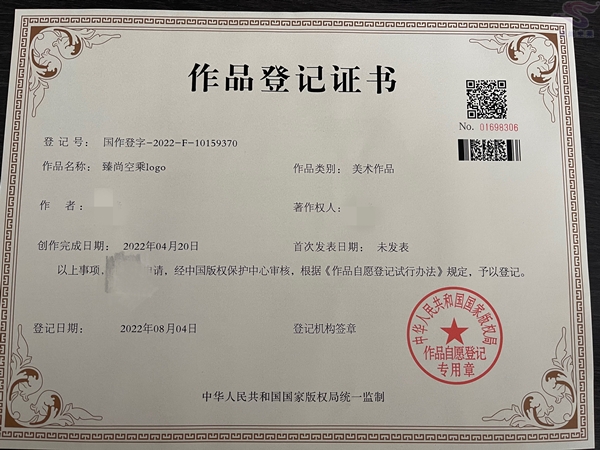 作品登记证书
No. 01698306
登 记 号： 国作登字-2022-F-10159370
作品名称： 臻尚空乘logo 作品类别： 美术作品
作 者： 著作权人：
创作完成日期： 2022年04月20日 首次发表日期： 未发表
以上事项， 申请，经中国版权保护中心审核，根据《作品自愿登记试行办法》规定，予以登记。
登记日期： 2022年08月04日 登记机构签章
中华人民共和国国家版权局
作品自愿登记
专用章
中华人民共和国国家版权局统一监制